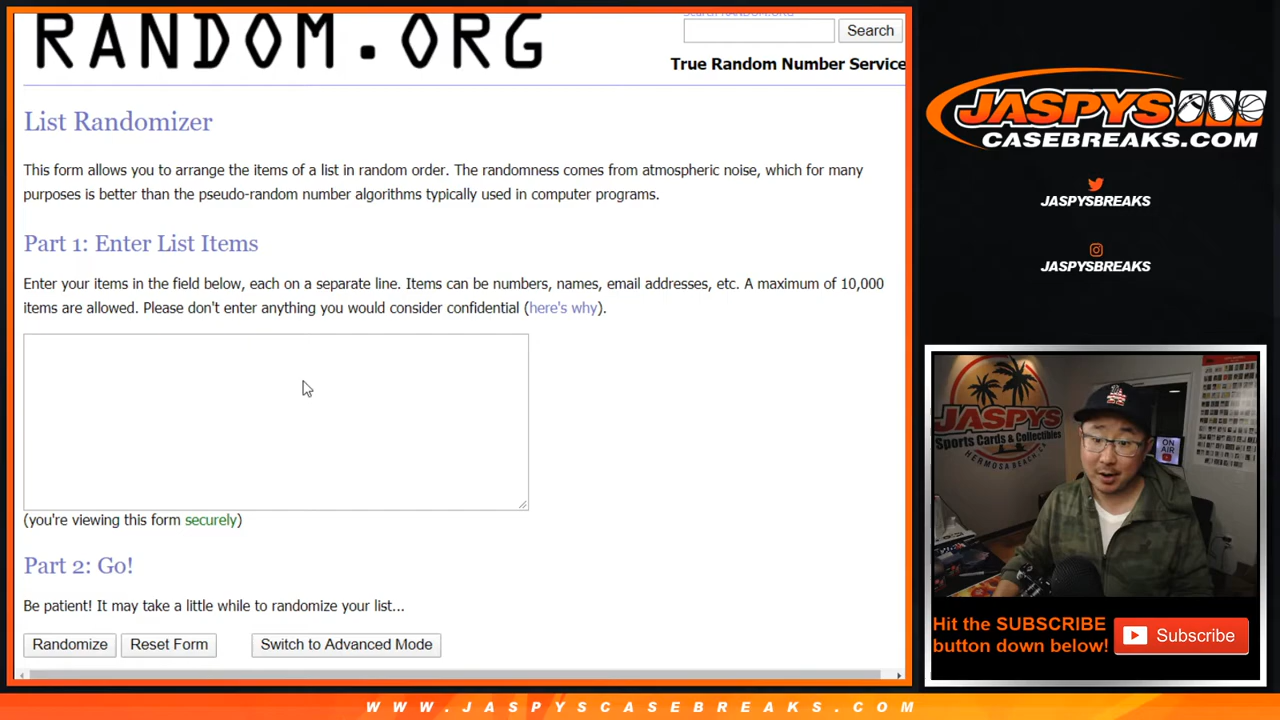 Search RANDOM.ORG
RANDOM.ORG
Search
True Random Number Service
List Randomizer
This form allows you to arrange the items of a list in random order. The randomness comes from atmospheric noise, which for many
purposes is better than the pseudo-random number algorithms typically used in computer programs.
Part 1: Enter List Items
Enter your items in the field below, each on a separate line. Items can be numbers, names, email addresses, etc. A maximum of 10,000
items are allowed. Please don't enter anything you would consider confidential (here's why).
(you're viewing this form securely)
Part 2: Go!
Be patient! It may take a little while to randomize your list...
Randomize
Reset Form
Switch to Advanced Mode
JASPYS
CASEBREAKS.COM
JASPYSBREAKS
JASPYSBREAKS
JASPYS
Sports Cards & Collectibles
HERMOSA BEACH, CA
ON
AIR
Hit the SUBSCRIBE
button down below!
Subscribe
WWW.JASPYSCASEBREAKS.COM